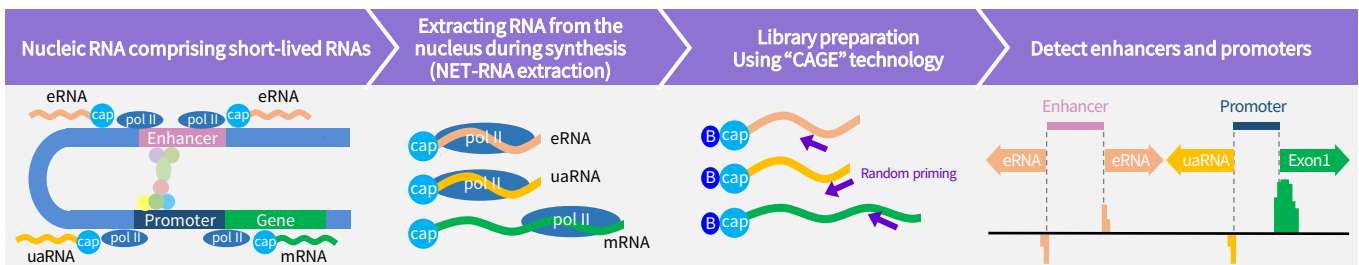 Nucleic RNA comprising short-lived RNAs
Extracting RNA from the
nucleus during synthesis
(NET-RNA extraction)
Library preparation
Using “CAGE” technology
Detect enhancers and promoters
eRNA
eRNA
cap
pol II
pol II
cap
Enhancer
Promoter
Gene
cap
pol II
pol II
cap
uaRNA
mRNA
cap
pol II
eRNA
cap
pol II
uaRNA
cap
pol II
mRNA
B
cap
B
cap
Random priming
B
cap
Enhancer
Promoter
eRNA
eRNA
uaRNA
Exon1